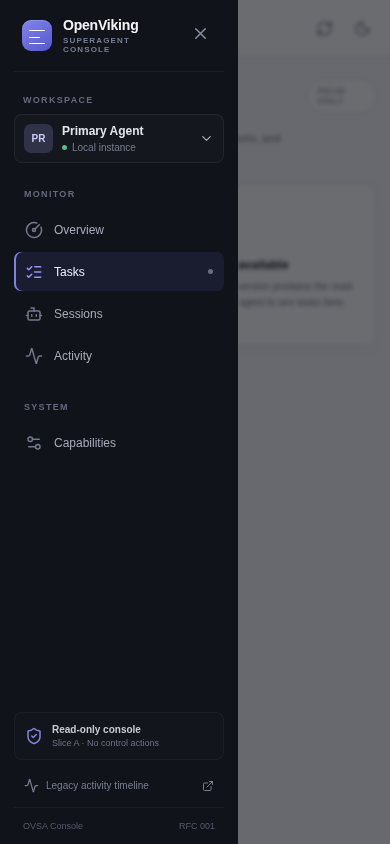 OpenViking
SUPERAGENT
CONSOLE
WORKSPACE
PR
Primary Agent
Local instance
MONITOR
Overview
Tasks
Sessions
Activity
SYSTEM
Capabilities
Read-only console
Slice A · No control actions
Legacy activity timeline
OVSA Console
RFC 001
available